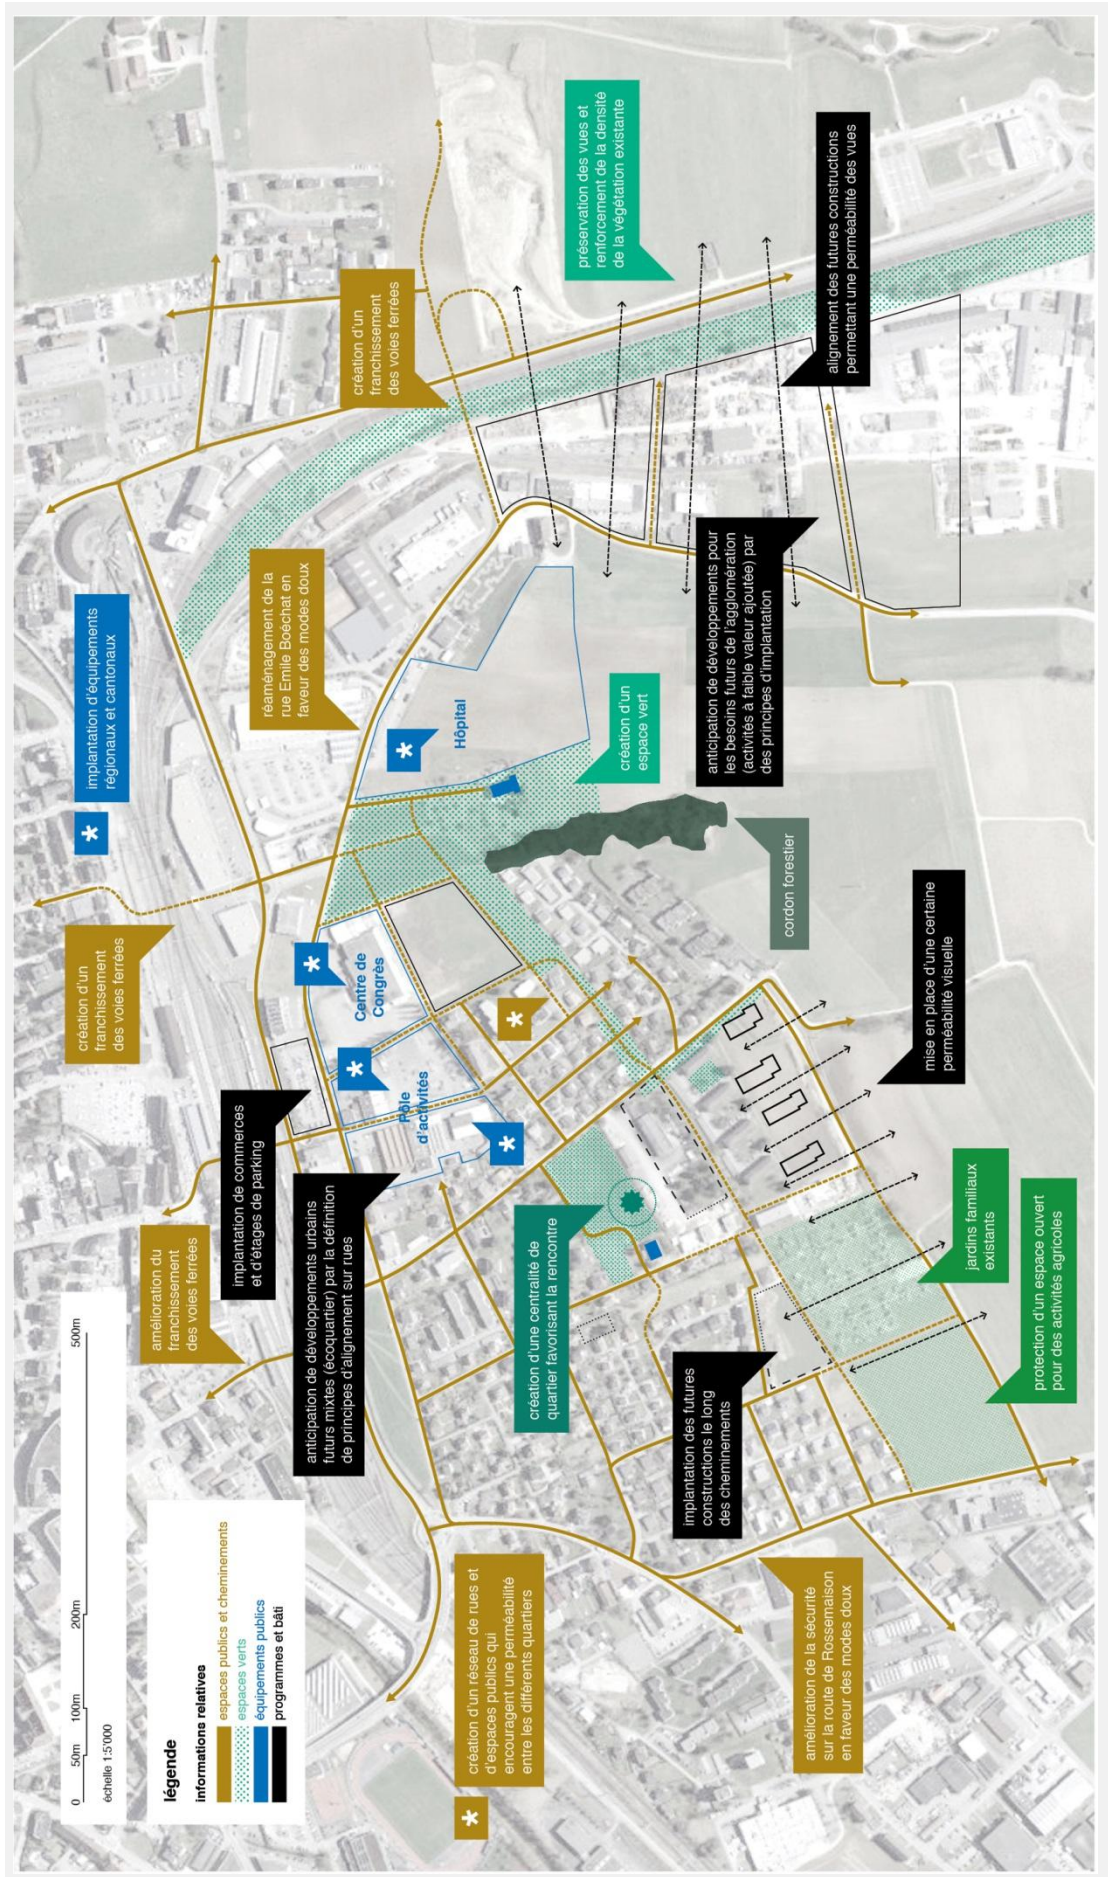 0
50m
100m
200m
500m
échelle 1:5'000
légende
informations relatives
espaces publics et cheminements
espaces verts
équipements publics
programmes et bâti
amélioration du
franchissement
des voies ferrées
création d'un
franchissement
des voies ferrées
*
implantation d'équipements
régionaux et cantonaux
implantation de commerces
et d'étages de parking
réaménagement de la
rue Emile Boéchat en
faveur des modes doux
création d'un
franchissement
des voies ferrées
anticipation de développements urbains
futurs mixtes (écoquartier) par la définition
de principes d'alignement sur rues
*
Centre de
Congrès
*
Pôle
d'activités
*
*
Hôpital
*
*
création d'un réseau de rues et
d'espaces publics qui
encouragent une perméabilité
entre les différents quartiers
création d'une centralité de
quartier favorisant la rencontre
création d'un
espace vert
préservation des vues et
renforcement de la densité
de la végétation existante
implantation des futures
constructions le long
des cheminements
cordon forestier
anticipation de développements pour
les besoins futurs de l'agglomération
(activités à faible valeur ajoutée) par
des principes d'implantation
alignement des futures constructions
permettant une perméabilité des vues
amélioration de la sécurité
sur la route de Rossemaison
en faveur des modes doux
jardins familiaux
existants
mise en place d'une certaine
perméabilité visuelle
protection d'un espace ouvert
pour des activités agricoles